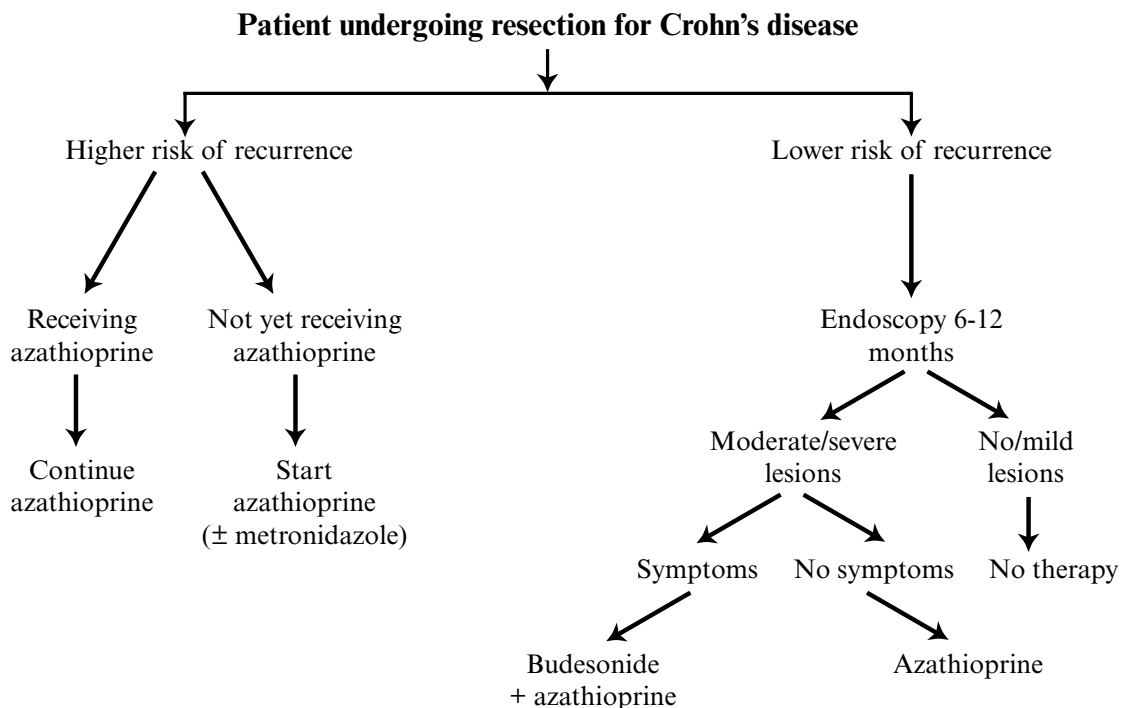 Patient undergoing resection for Crohn’s disease
Higher risk of recurrence
Lower risk of recurrence
Receiving
azathioprine
Not yet receiving
azathioprine
Endoscopy 6-12
months
Continue
azathioprine
Start
azathioprine
(± metronidazole)
Moderate/severe
lesions
No/mild
lesions
Symptoms
No symptoms
No therapy
Budesonide
+ azathioprine
Azathioprine